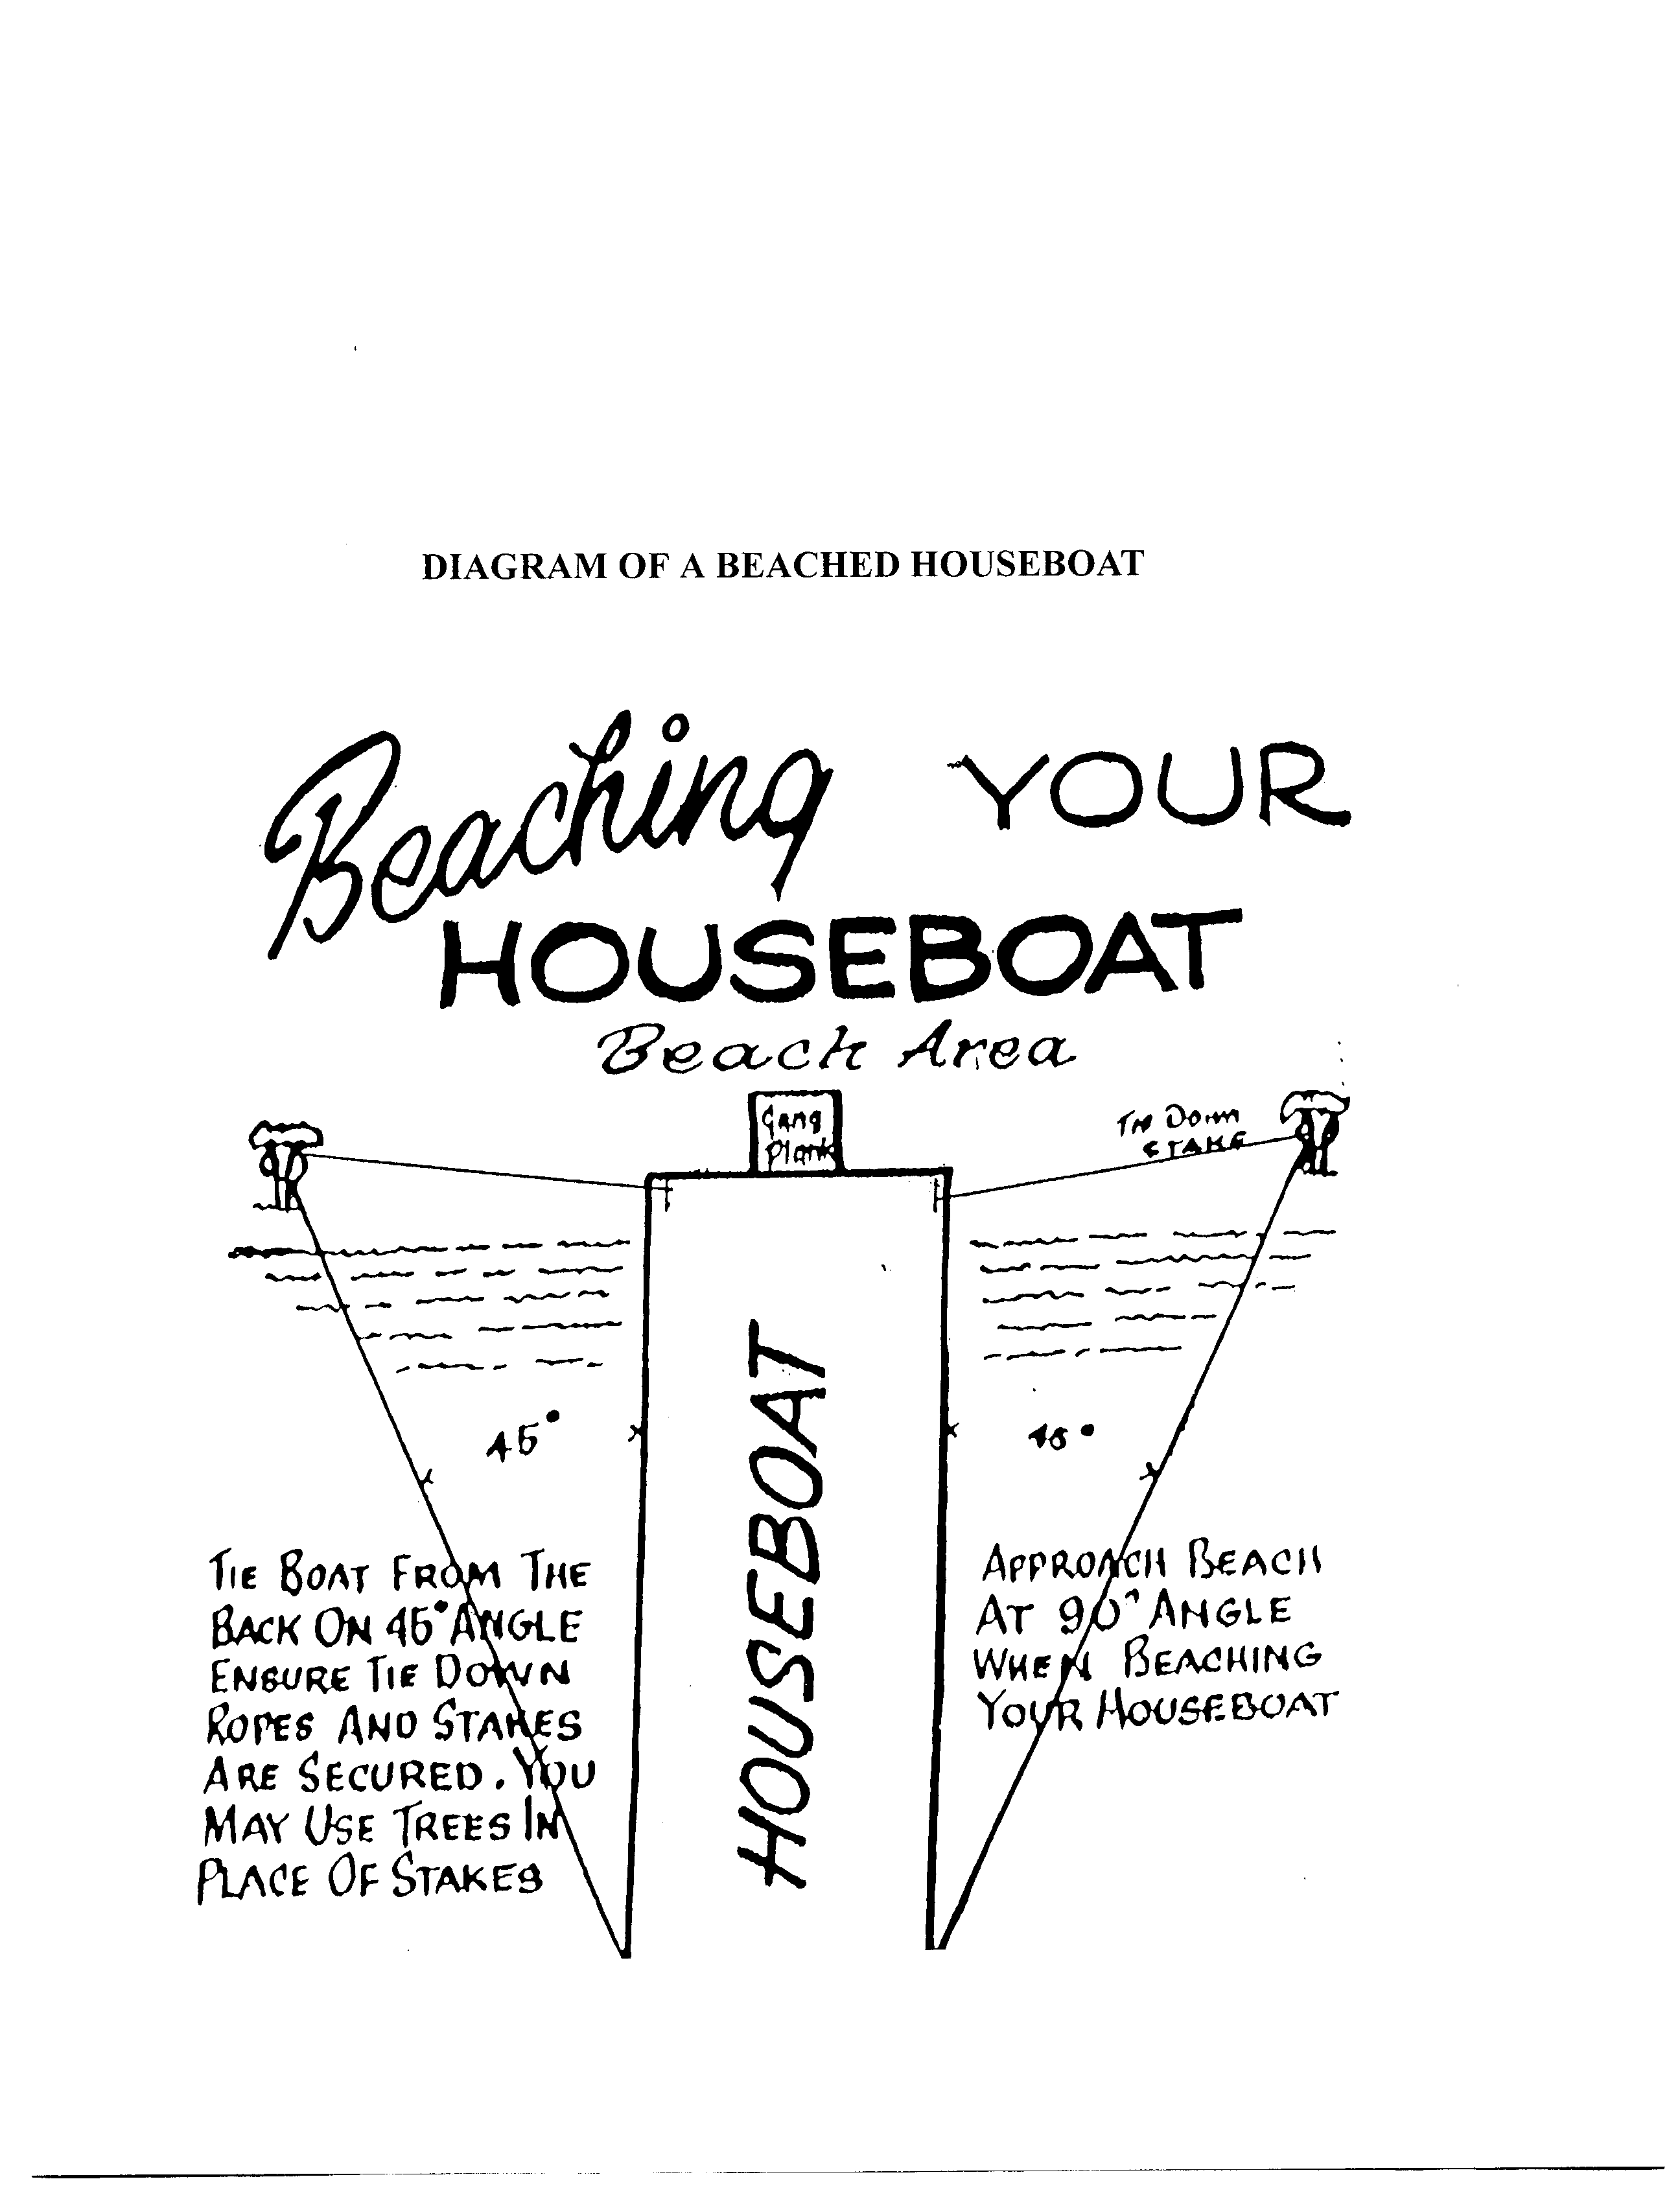 DIAGRAM OF A BEACHED HOUSEBOAT
Beaching YOUR
HOUSEBOAT
Beach Area
Gang
Plank
Tie Down
STAKE
45°
45°
HOUSEBOAT
TIE BOAT FROM THE
BACK ON 45° ANGLE
ENSURE TIE DOWN
ROPES AND STAKES
ARE SECURED. YOU
MAY USE TREES IN
PLACE OF STAKES
APPROACH BEACH
AT 90° ANGLE
WHEN BEACHING
YOUR HOUSEBOAT